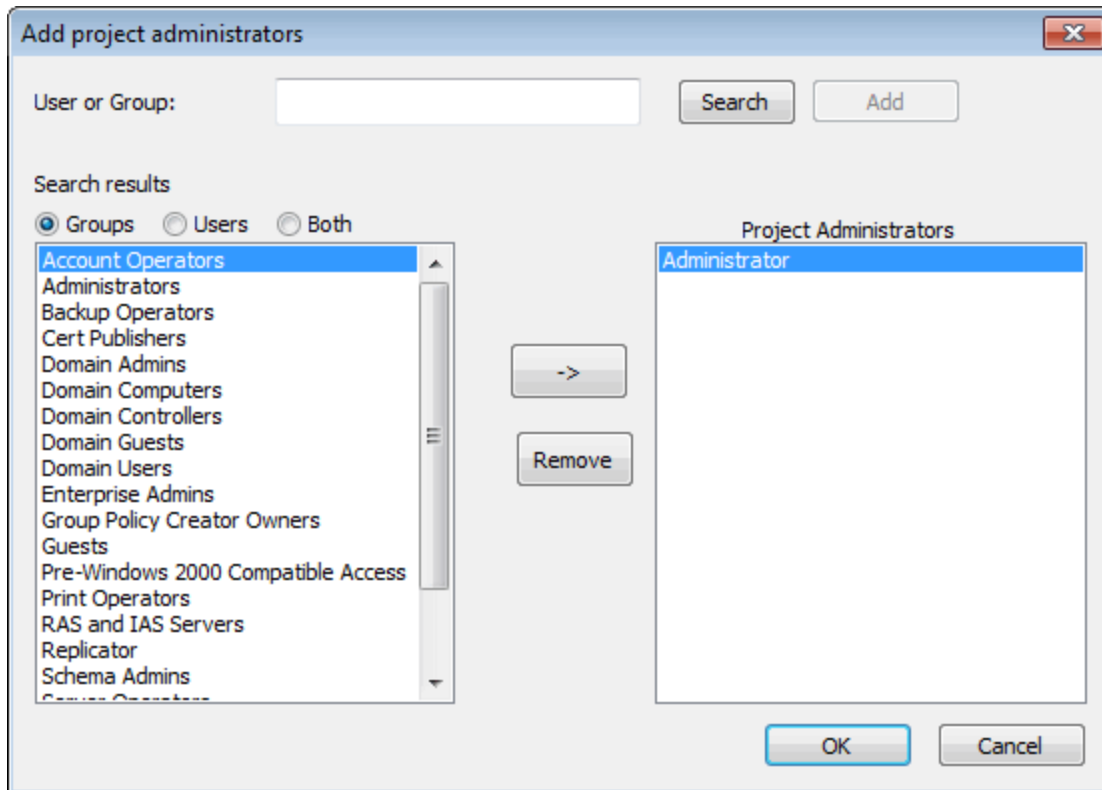 Add project administrators
User or Group:
Search
Add
Search results
Groups
Users
Both
Project Administrators
Account Operators
Administrators
Backup Operators
Cert Publishers
Domain Admins
Domain Computers
Domain Controllers
Domain Guests
Domain Users
Enterprise Admins
Group Policy Creator Owners
Guests
Pre-Windows 2000 Compatible Access
Print Operators
RAS and IAS Servers
Replicator
Schema Admins
->
Remove
Administrator
OK
Cancel